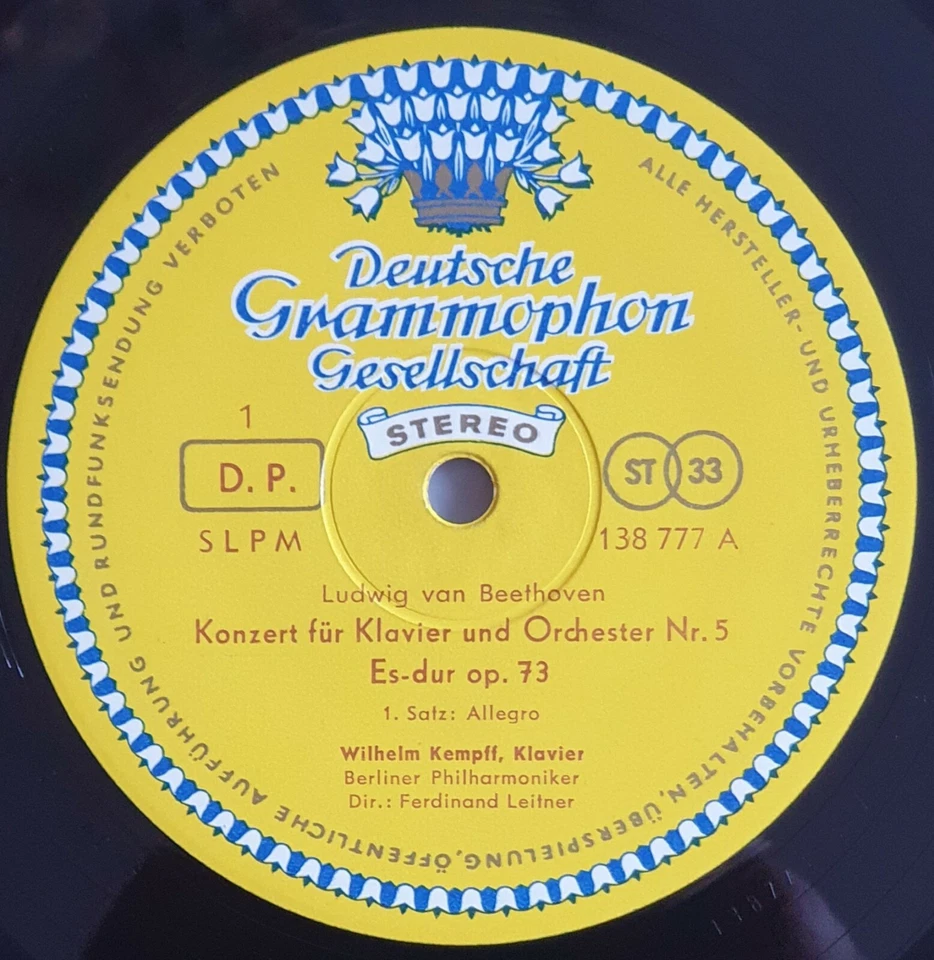 Deutsche
Grammophon
Gesellschaft
STEREO
1
D. P.
ST 33
SLPM
138 777 A
Ludwig van Beethoven
Konzert für Klavier und Orchester Nr. 5
Es-dur op. 73
1. Satz: Allegro
Wilhelm Kempff, Klavier
Berliner Philharmoniker
Dir.: Ferdinand Leitner
ALLE HERSTELLER- UND URHEBERRECHTE VORBEHALTEN, ÜBERSPIELUNG, ÖFFENTLICHE AUFFÜHRUNG UND RUNDFUNKSENDUNG VERBOTEN